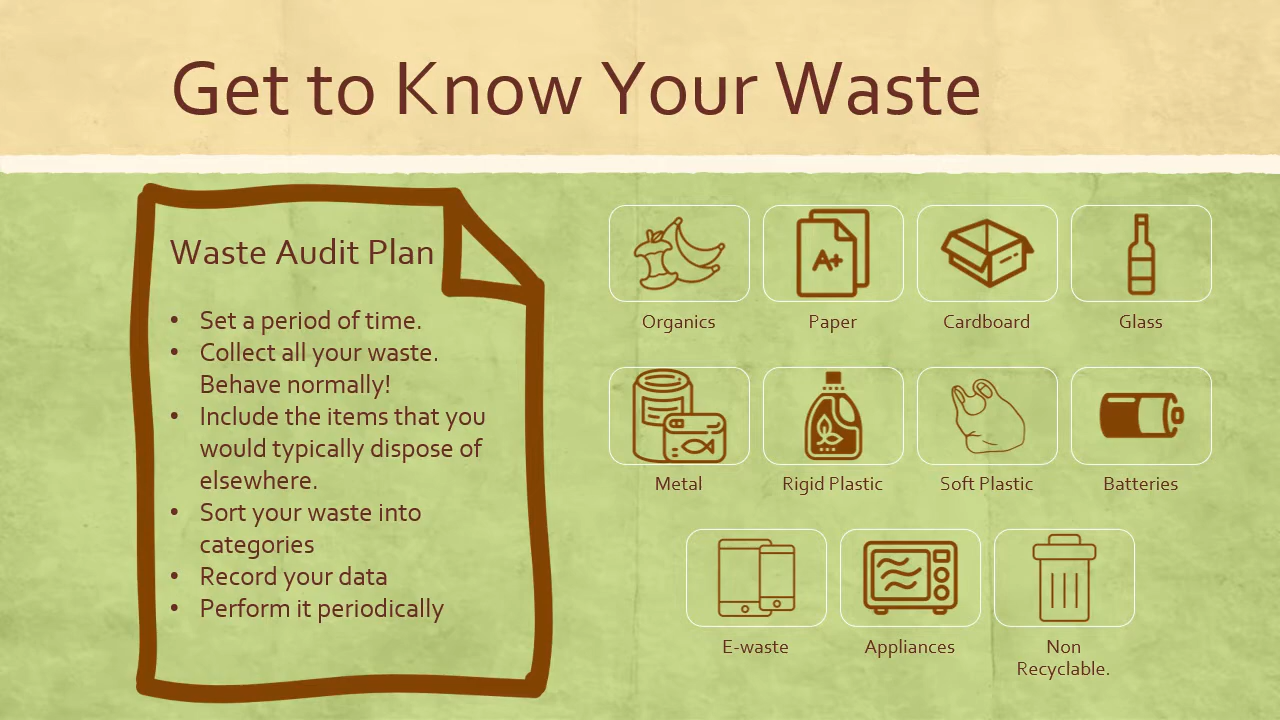 Get to Know Your Waste
Waste Audit Plan
• Set a period of time.
• Collect all your waste.
Behave normally!
• Include the items that you
would typically dispose of
elsewhere.
• Sort your waste into
categories
• Record your data
• Perform it periodically
A+
Organics
Paper
Cardboard
Glass
Metal
Rigid Plastic
Soft Plastic
Batteries
E-waste
Appliances
Non
Recyclable.